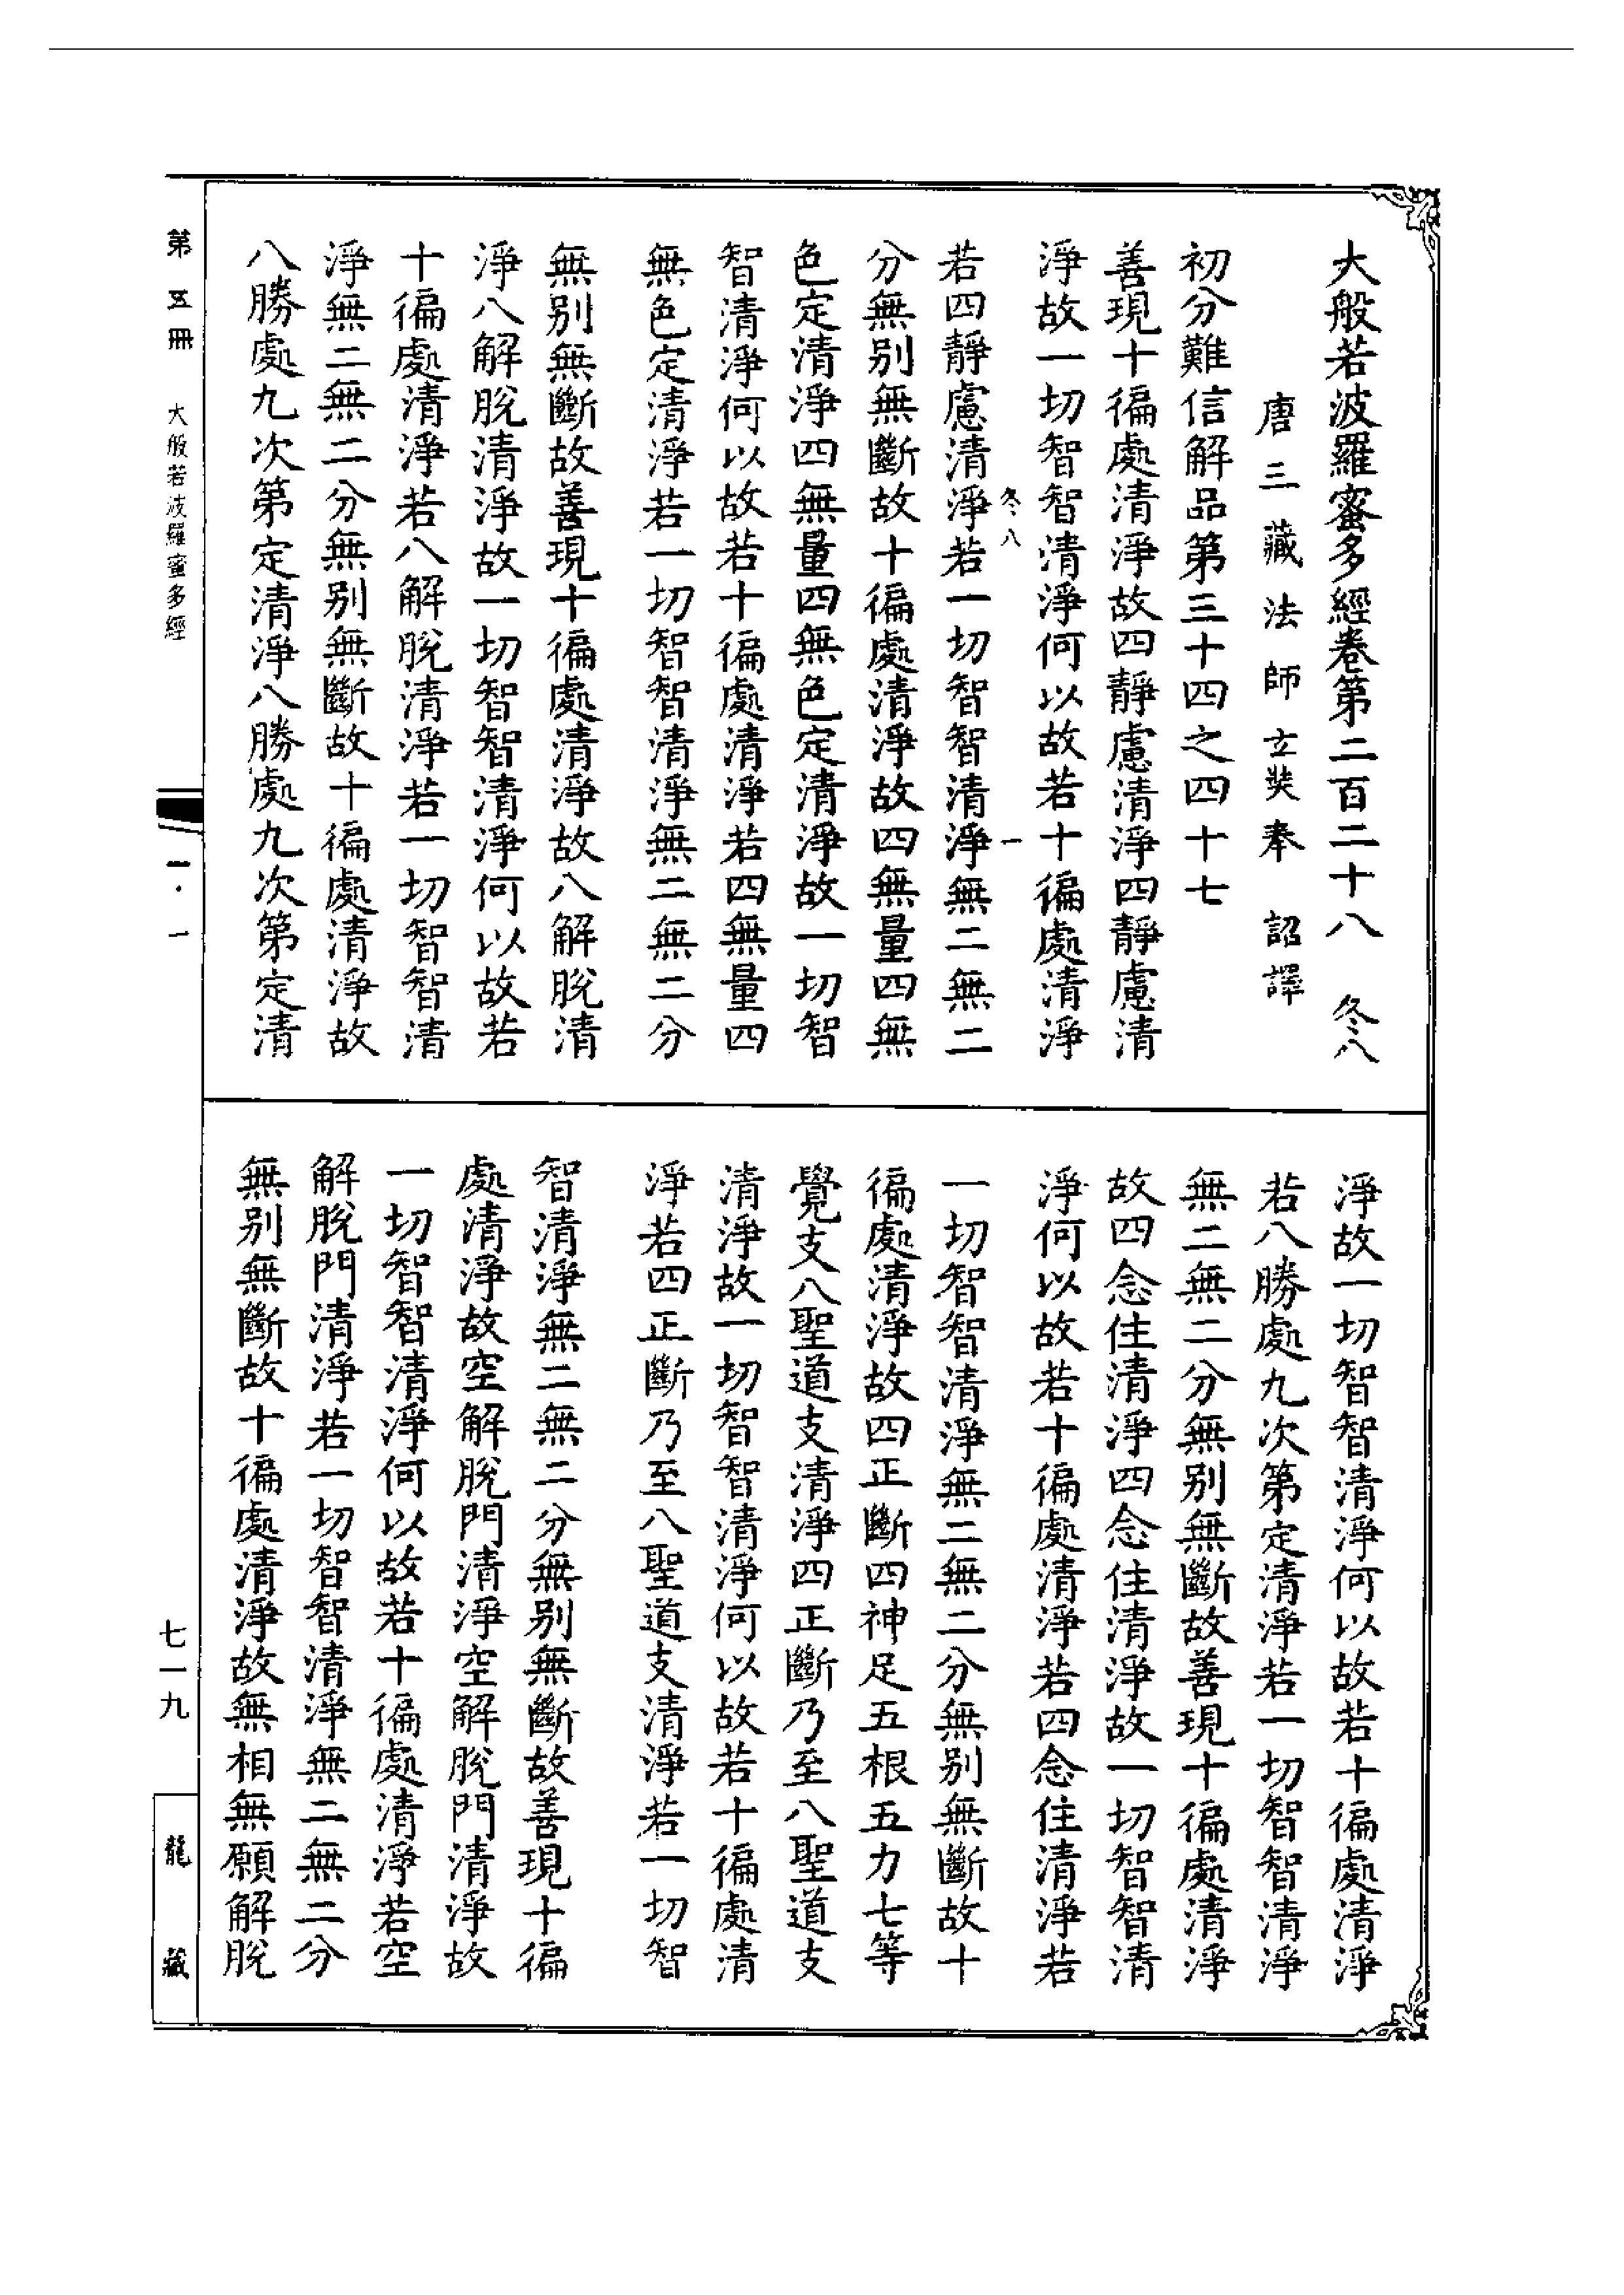 大般若波羅蜜多經卷第二百二十八　冬八
唐三藏法師玄奘奉　詔譯
初分難信解品第三十四之四十七
善現十徧處清淨故四靜慮清淨四靜慮清
淨故一切智智清淨何以故若十徧處清淨
冬八　一
若四靜慮清淨若一切智智清淨無二無二
分無别無斷故十徧處清淨故四無量四無
色定清淨四無量四無色定清淨故一切智
智清淨何以故若十徧處清淨若四無量四
無色定清淨若一切智智清淨無二無二分
無别無斷故善現十徧處清淨故八解脫清
淨八解脫清淨故一切智智清淨何以故若
十徧處清淨若八解脫清淨若一切智智清
淨無二無二分無别無斷故十徧處清淨故
八勝處九次第定清淨八勝處九次第定清
淨故一切智智清淨何以故若十徧處清淨
若八勝處九次第定清淨若一切智智清淨
無二無二分無别無斷故善現十徧處清淨
故四念住清淨四念住清淨故一切智智清
淨何以故若十徧處清淨若四念住清淨若
一切智智清淨無二無二分無别無斷故十
徧處清淨故四正斷四神足五根五力七等
覺支八聖道支清淨四正斷乃至八聖道支
清淨故一切智智清淨何以故若十徧處清
淨若四正斷乃至八聖道支清淨若一切智
智清淨無二無二分無别無斷故善現十徧
處清淨故空解脫門清淨空解脫門清淨故
一切智智清淨何以故若十徧處清淨若空
解脫門清淨若一切智智清淨無二無二分
無别無斷故十徧處清淨故無相無願解脫
第五冊　大般若波羅蜜多經　一·一　七一九　龍藏